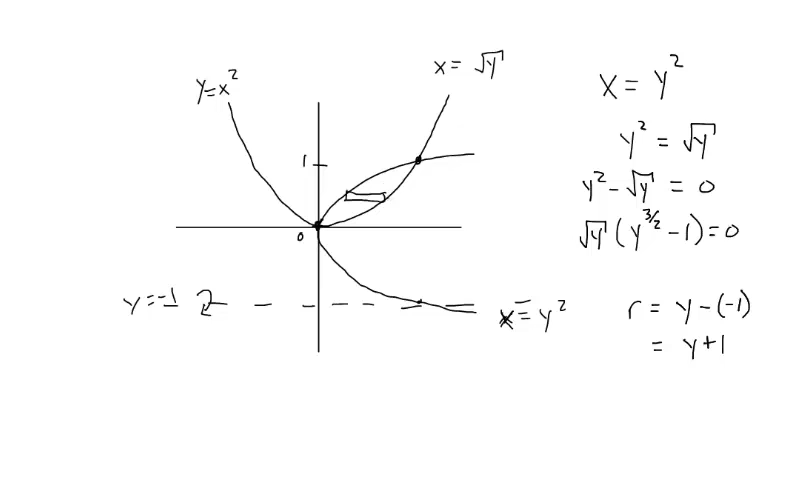 y=x²
x = √y
1
0
y=-1
x = y²
x = y²
y² = √y
y² - √y = 0
√y (y^3/2 - 1) = 0
r = y - (-1)
= y + 1